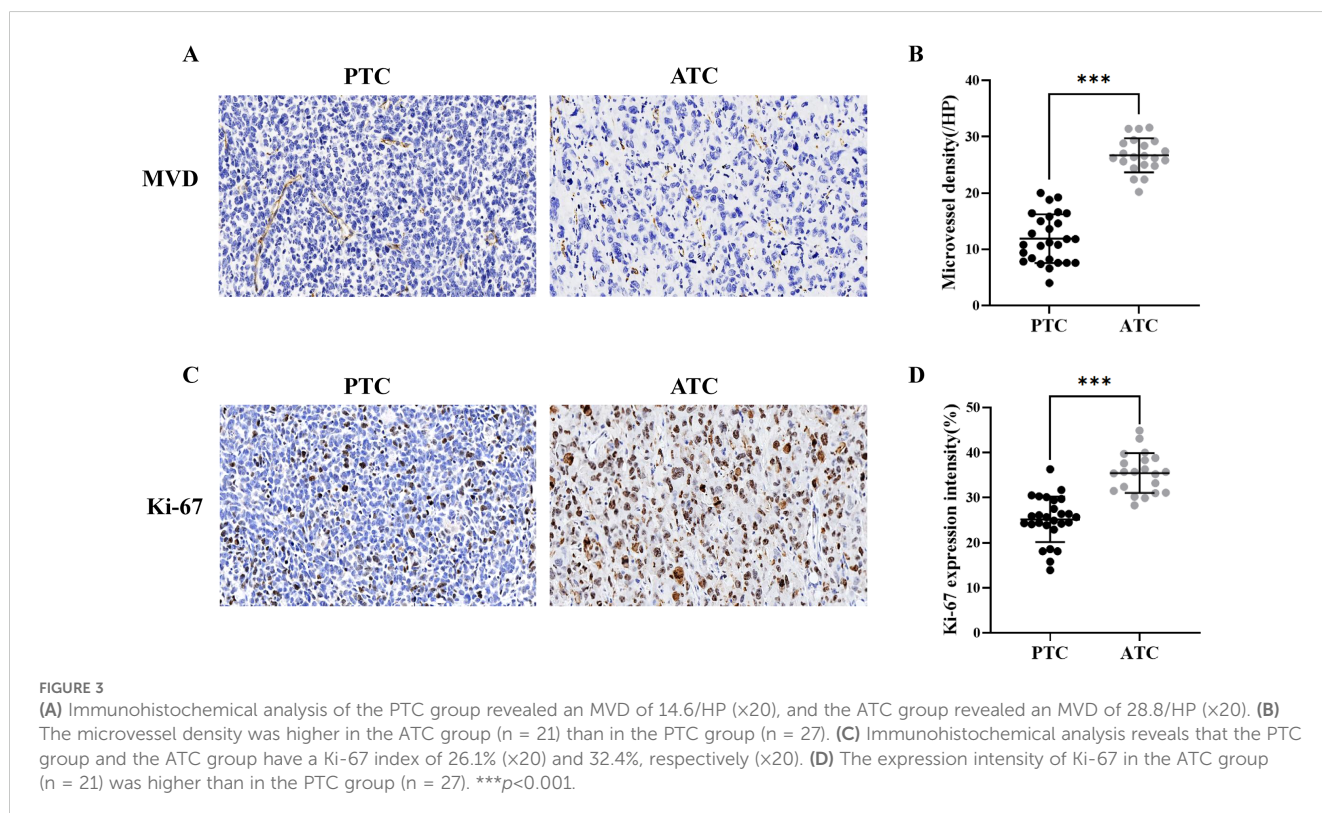 A
PTC
ATC
MVD
B
Microvessel density(/HP)
40
30
20
10
0
***
PTC
ATC
C
PTC
ATC
Ki-67
D
Ki-67 expression intensity(%)
50
40
30
20
10
0
***
PTC
ATC
FIGURE 3
(A) Immunohistochemical analysis of the PTC group revealed an MVD of 14.6/HP (×20), and the ATC group revealed an MVD of 28.8/HP (×20). (B)
The microvessel density was higher in the ATC group (n = 21) than in the PTC group (n = 27). (C) Immunohistochemical analysis reveals that the PTC
group and the ATC group have a Ki-67 index of 26.1% (×20) and 32.4%, respectively (×20). (D) The expression intensity of Ki-67 in the ATC group
(n = 21) was higher than in the PTC group (n = 27). ***p<0.001.